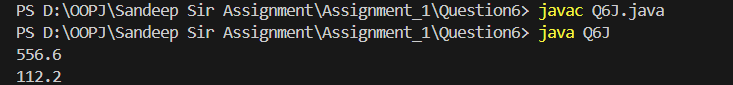 PS D:\OOPJ\Sandeep Sir Assignment\Assignment_1\Question6> javac Q6J.java
PS D:\OOPJ\Sandeep Sir Assignment\Assignment_1\Question6> java Q6J
556.6
112.2